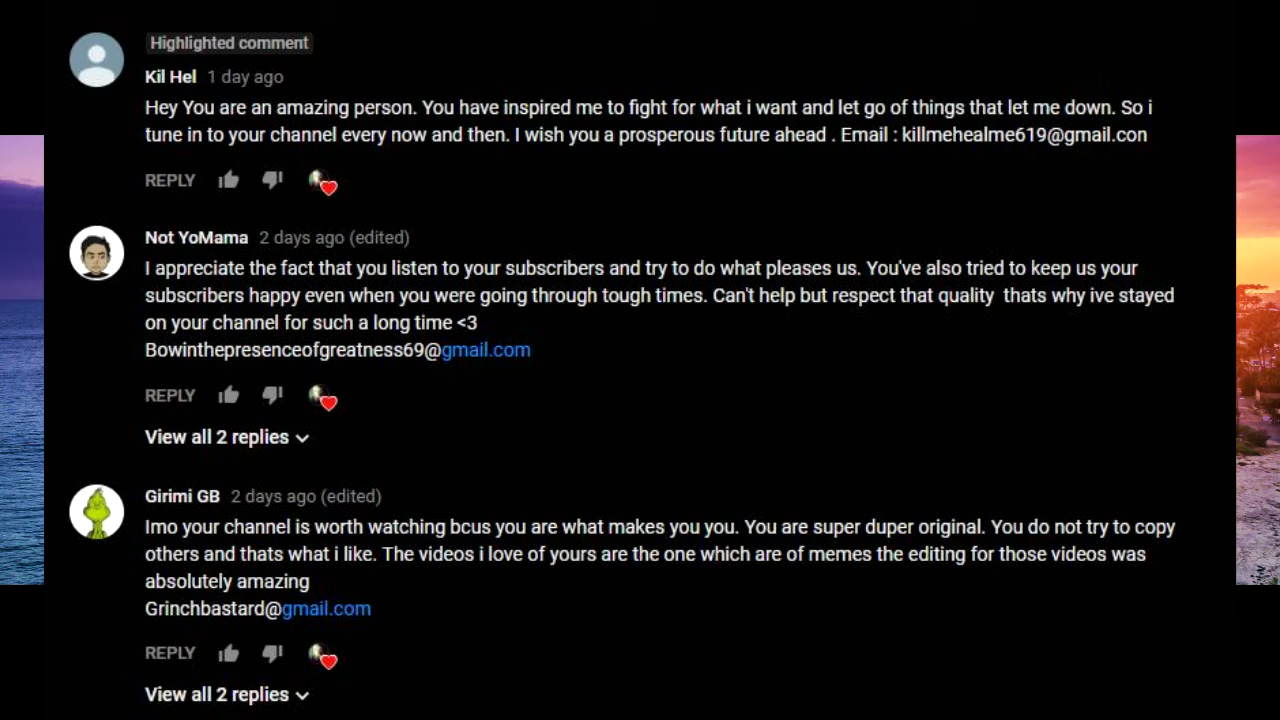 Highlighted comment
Kil Hel 1 day ago
Hey You are an amazing person. You have inspired me to fight for what i want and let go of things that let me down. So i
tune in to your channel every now and then. I wish you a prosperous future ahead . Email : killmehealme619@gmail.con
REPLY
Not YoMama 2 days ago (edited)
I appreciate the fact that you listen to your subscribers and try to do what pleases us. You've also tried to keep us your
subscribers happy even when you were going through tough times. Can't help but respect that quality thats why ive stayed
on your channel for such a long time <3
Bowinthepresenceofgreatness69@gmail.com
REPLY
View all 2 replies
Girimi GB 2 days ago (edited)
Imo your channel is worth watching bcus you are what makes you you. You are super duper original. You do not try to copy
others and thats what i like. The videos i love of yours are the one which are of memes the editing for those videos was
absolutely amazing
Grinchbastard@gmail.com
REPLY
View all 2 replies